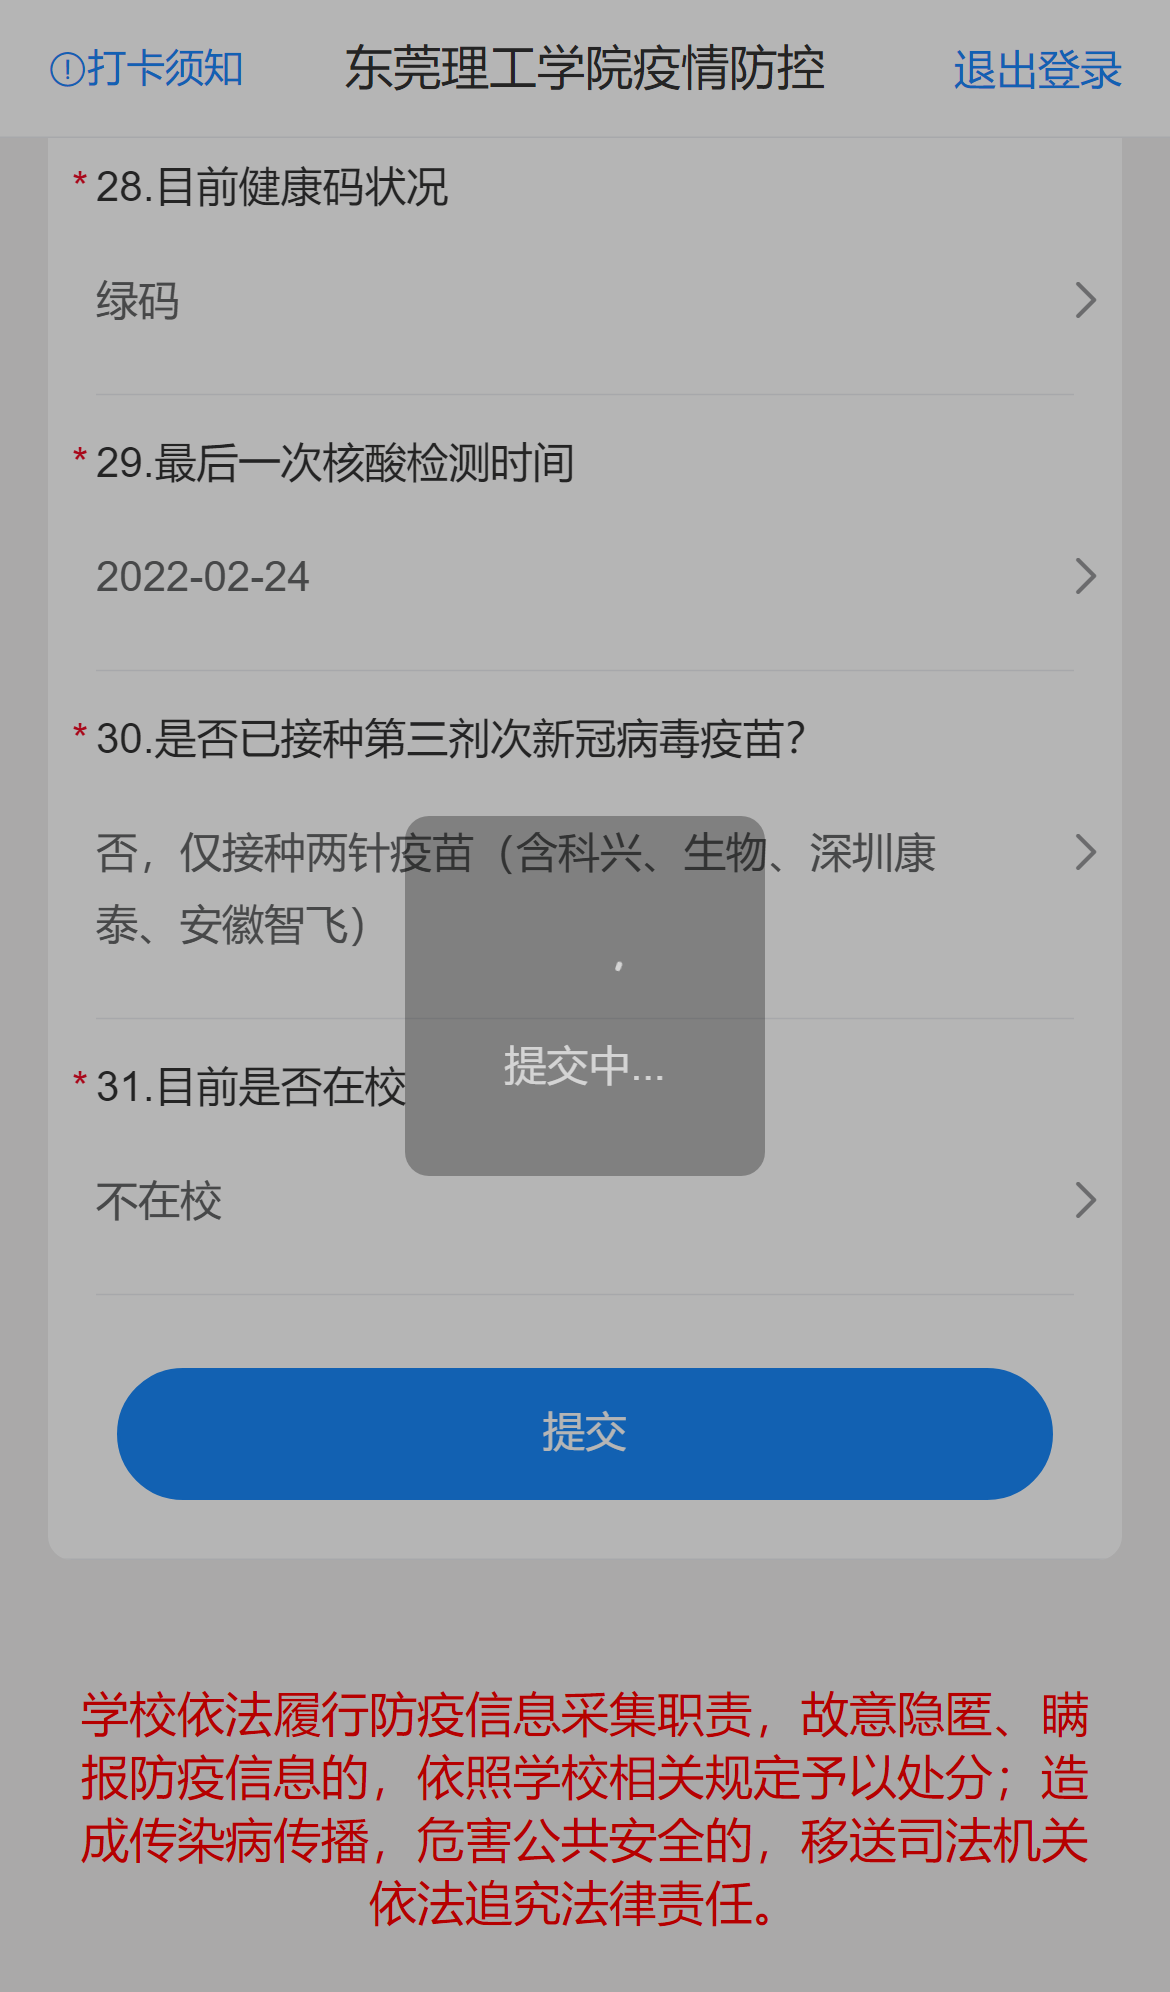 打卡须知 东莞理工学院疫情防控 退出登录
* 28.目前健康码状况
绿码
* 29.最后一次核酸检测时间
2022-02-24
* 30.是否已接种第三剂次新冠病毒疫苗?
否，仅接种两针疫苗（含科兴、生物、深圳康
泰、安徽智飞）
提交中...
* 31.目前是否在校
不在校
提交
学校依法履行防疫信息采集职责，故意隐匿、瞒
报防疫信息的，依照学校相关规定予以处分；造
成传染病传播，危害公共安全的，移送司法机关
依法追究法律责任。